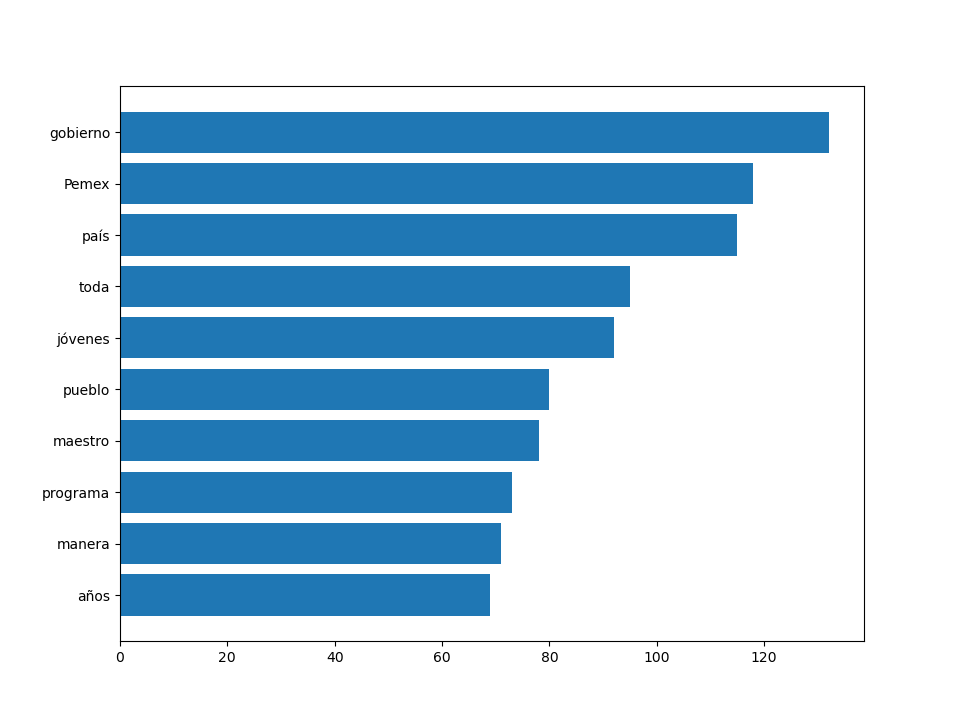 gobierno
Pemex
país
toda
jóvenes
pueblo
maestro
programa
manera
años
0 20 40 60 80 100 120